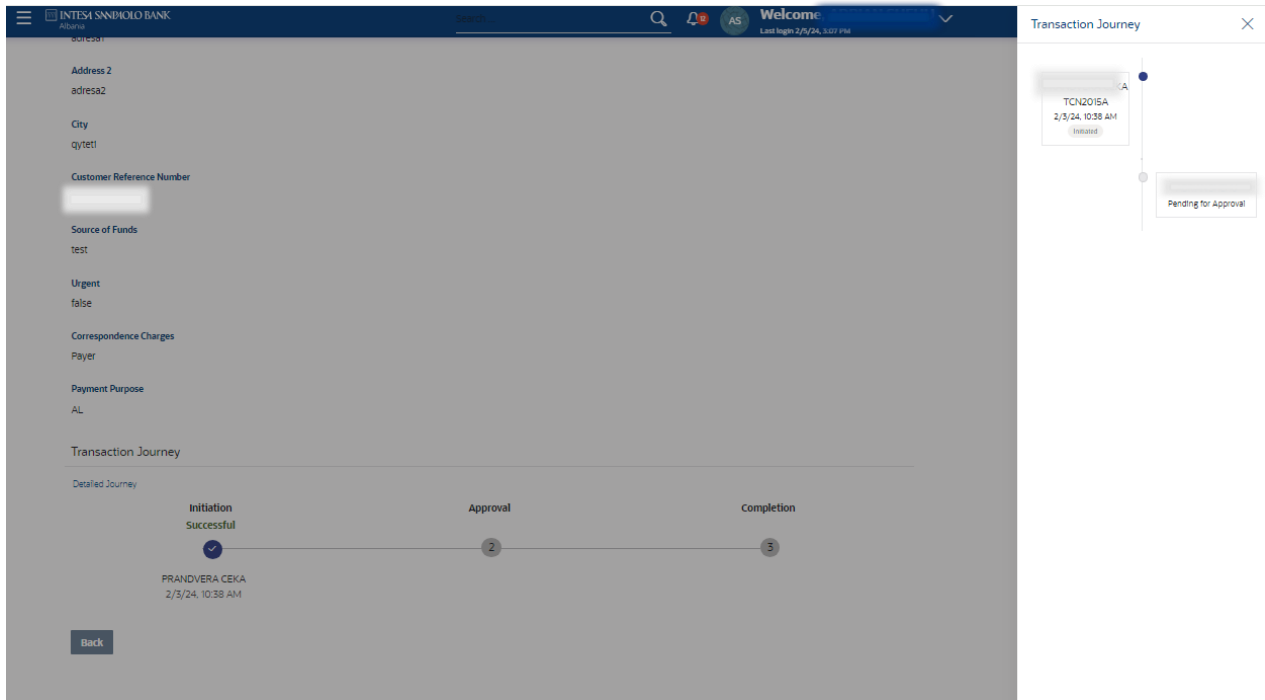 INTESA SANPAOLO BANK
Albania
Search...
12
AS
Welcome
Last login 2/5/24, 3:07 PM
adresa1
Address 2
adresa2
City
qyteti
Customer Reference Number
Source of Funds
test
Urgent
false
Correspondence Charges
Payer
Payment Purpose
AL
Transaction Journey
Detailed Journey
Initiation
Approval
Completion
Successful
2
3
PRANDVERA CEKA
2/3/24, 10:38 AM
Back
Transaction Journey
KA
TCN2015A
2/3/24, 10:38 AM
Initiated
Pending for Approval